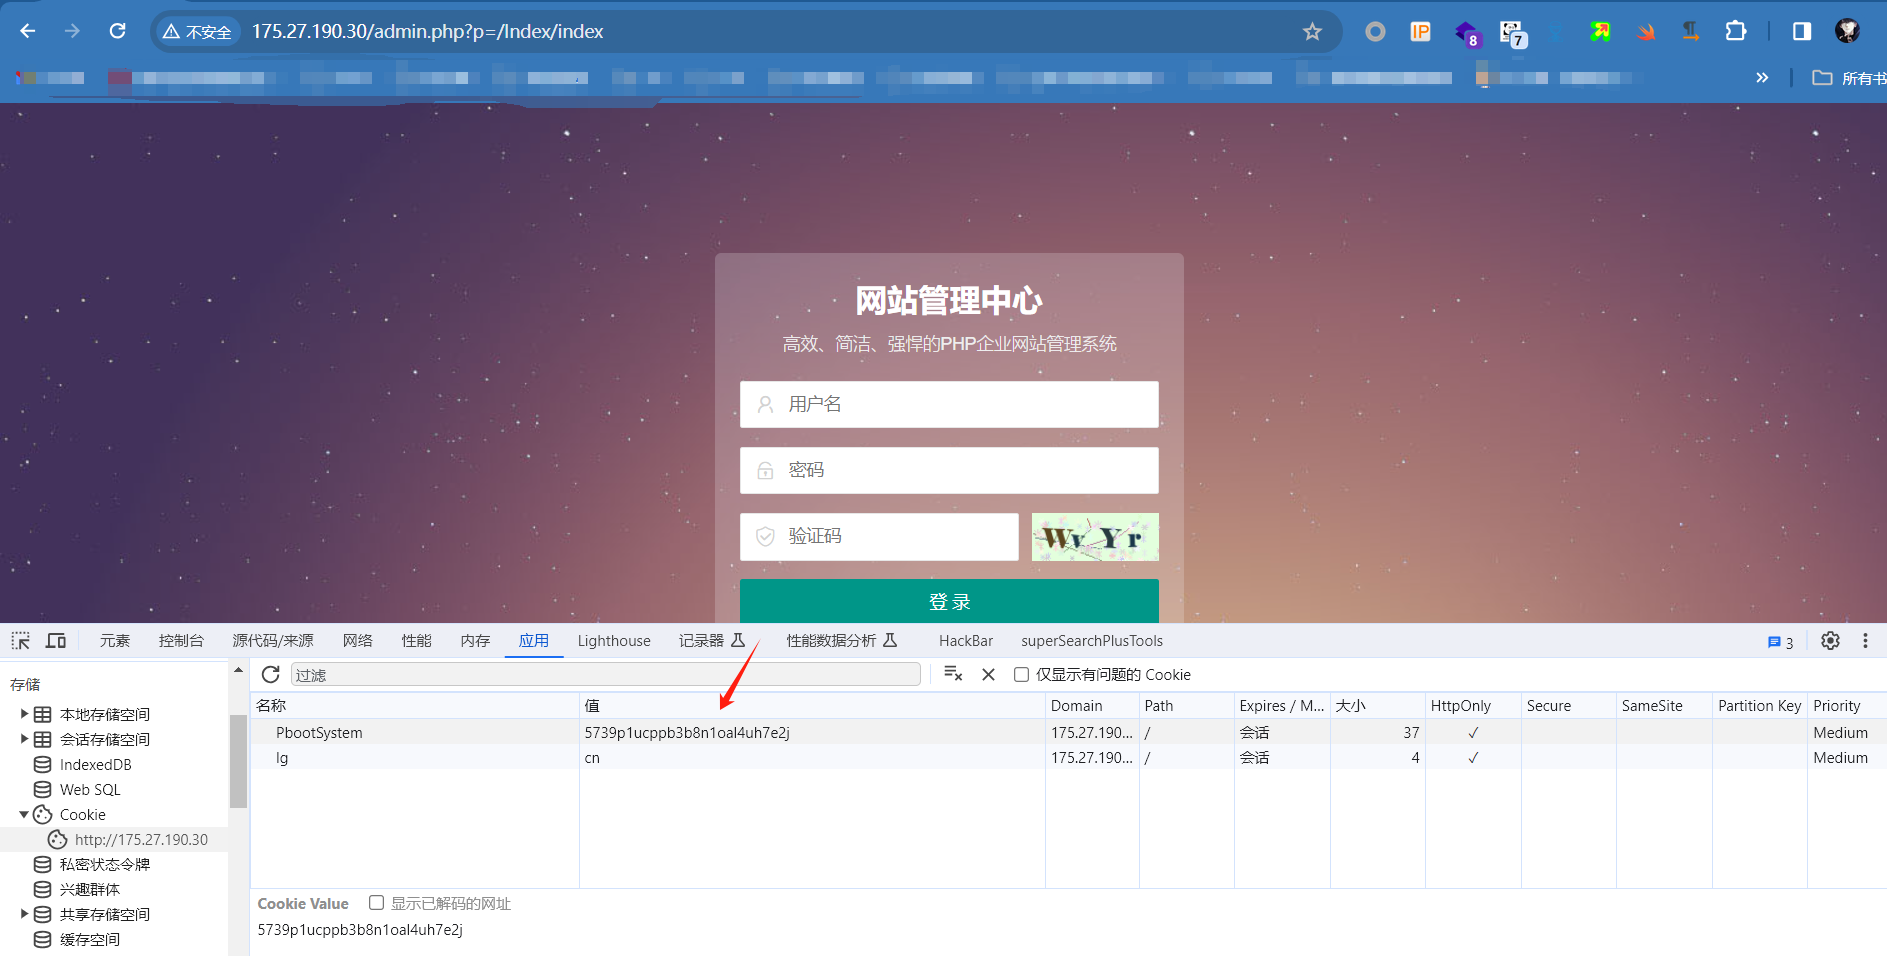 不安全 175.27.190.30/admin.php?p=/Index/index
IP
8
7
所有书
网站管理中心
高效、简洁、强悍的PHP企业网站管理系统
用户名
密码
验证码
WvYr
登录
元素 控制台 源代码/来源 网络 性能 内存 应用 Lighthouse 记录器 性能数据分析 HackBar superSearchPlusTools 3
过滤 仅显示有问题的 Cookie
存储
本地存储空间
会话存储空间
IndexedDB
Web SQL
Cookie
http://175.27.190.30
私密状态令牌
兴趣群体
共享存储空间
缓存空间
名称 值 Domain Path Expires / M... 大小 HttpOnly Secure SameSite Partition Key Priority
PbootSystem 5739p1ucppb3b8n1oal4uh7e2j 175.27.190... / 会话 37 ✓ Medium
lg cn 175.27.190... / 会话 4 ✓ Medium
Cookie Value 显示已解码的网址
5739p1ucppb3b8n1oal4uh7e2j